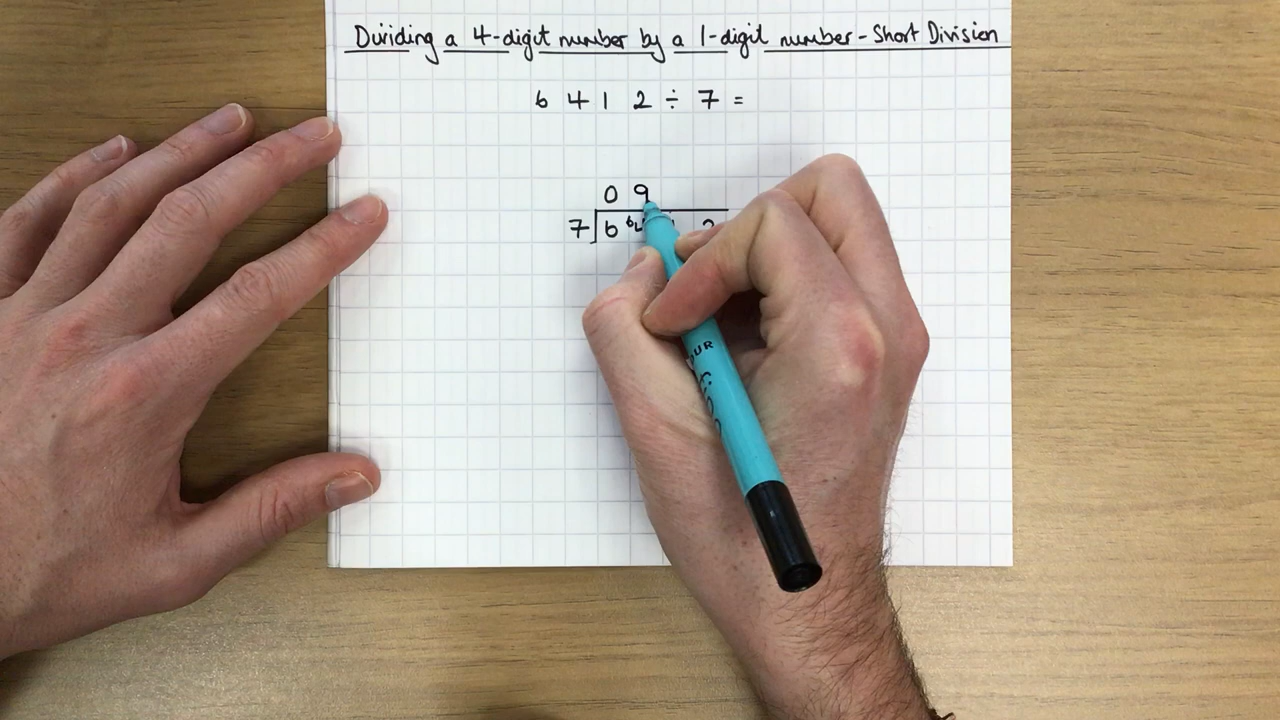 Dividing a 4-digit number by a 1-digit number - Short Division
6 4 1 2 ÷ 7 =
0 9
7 6 6 2